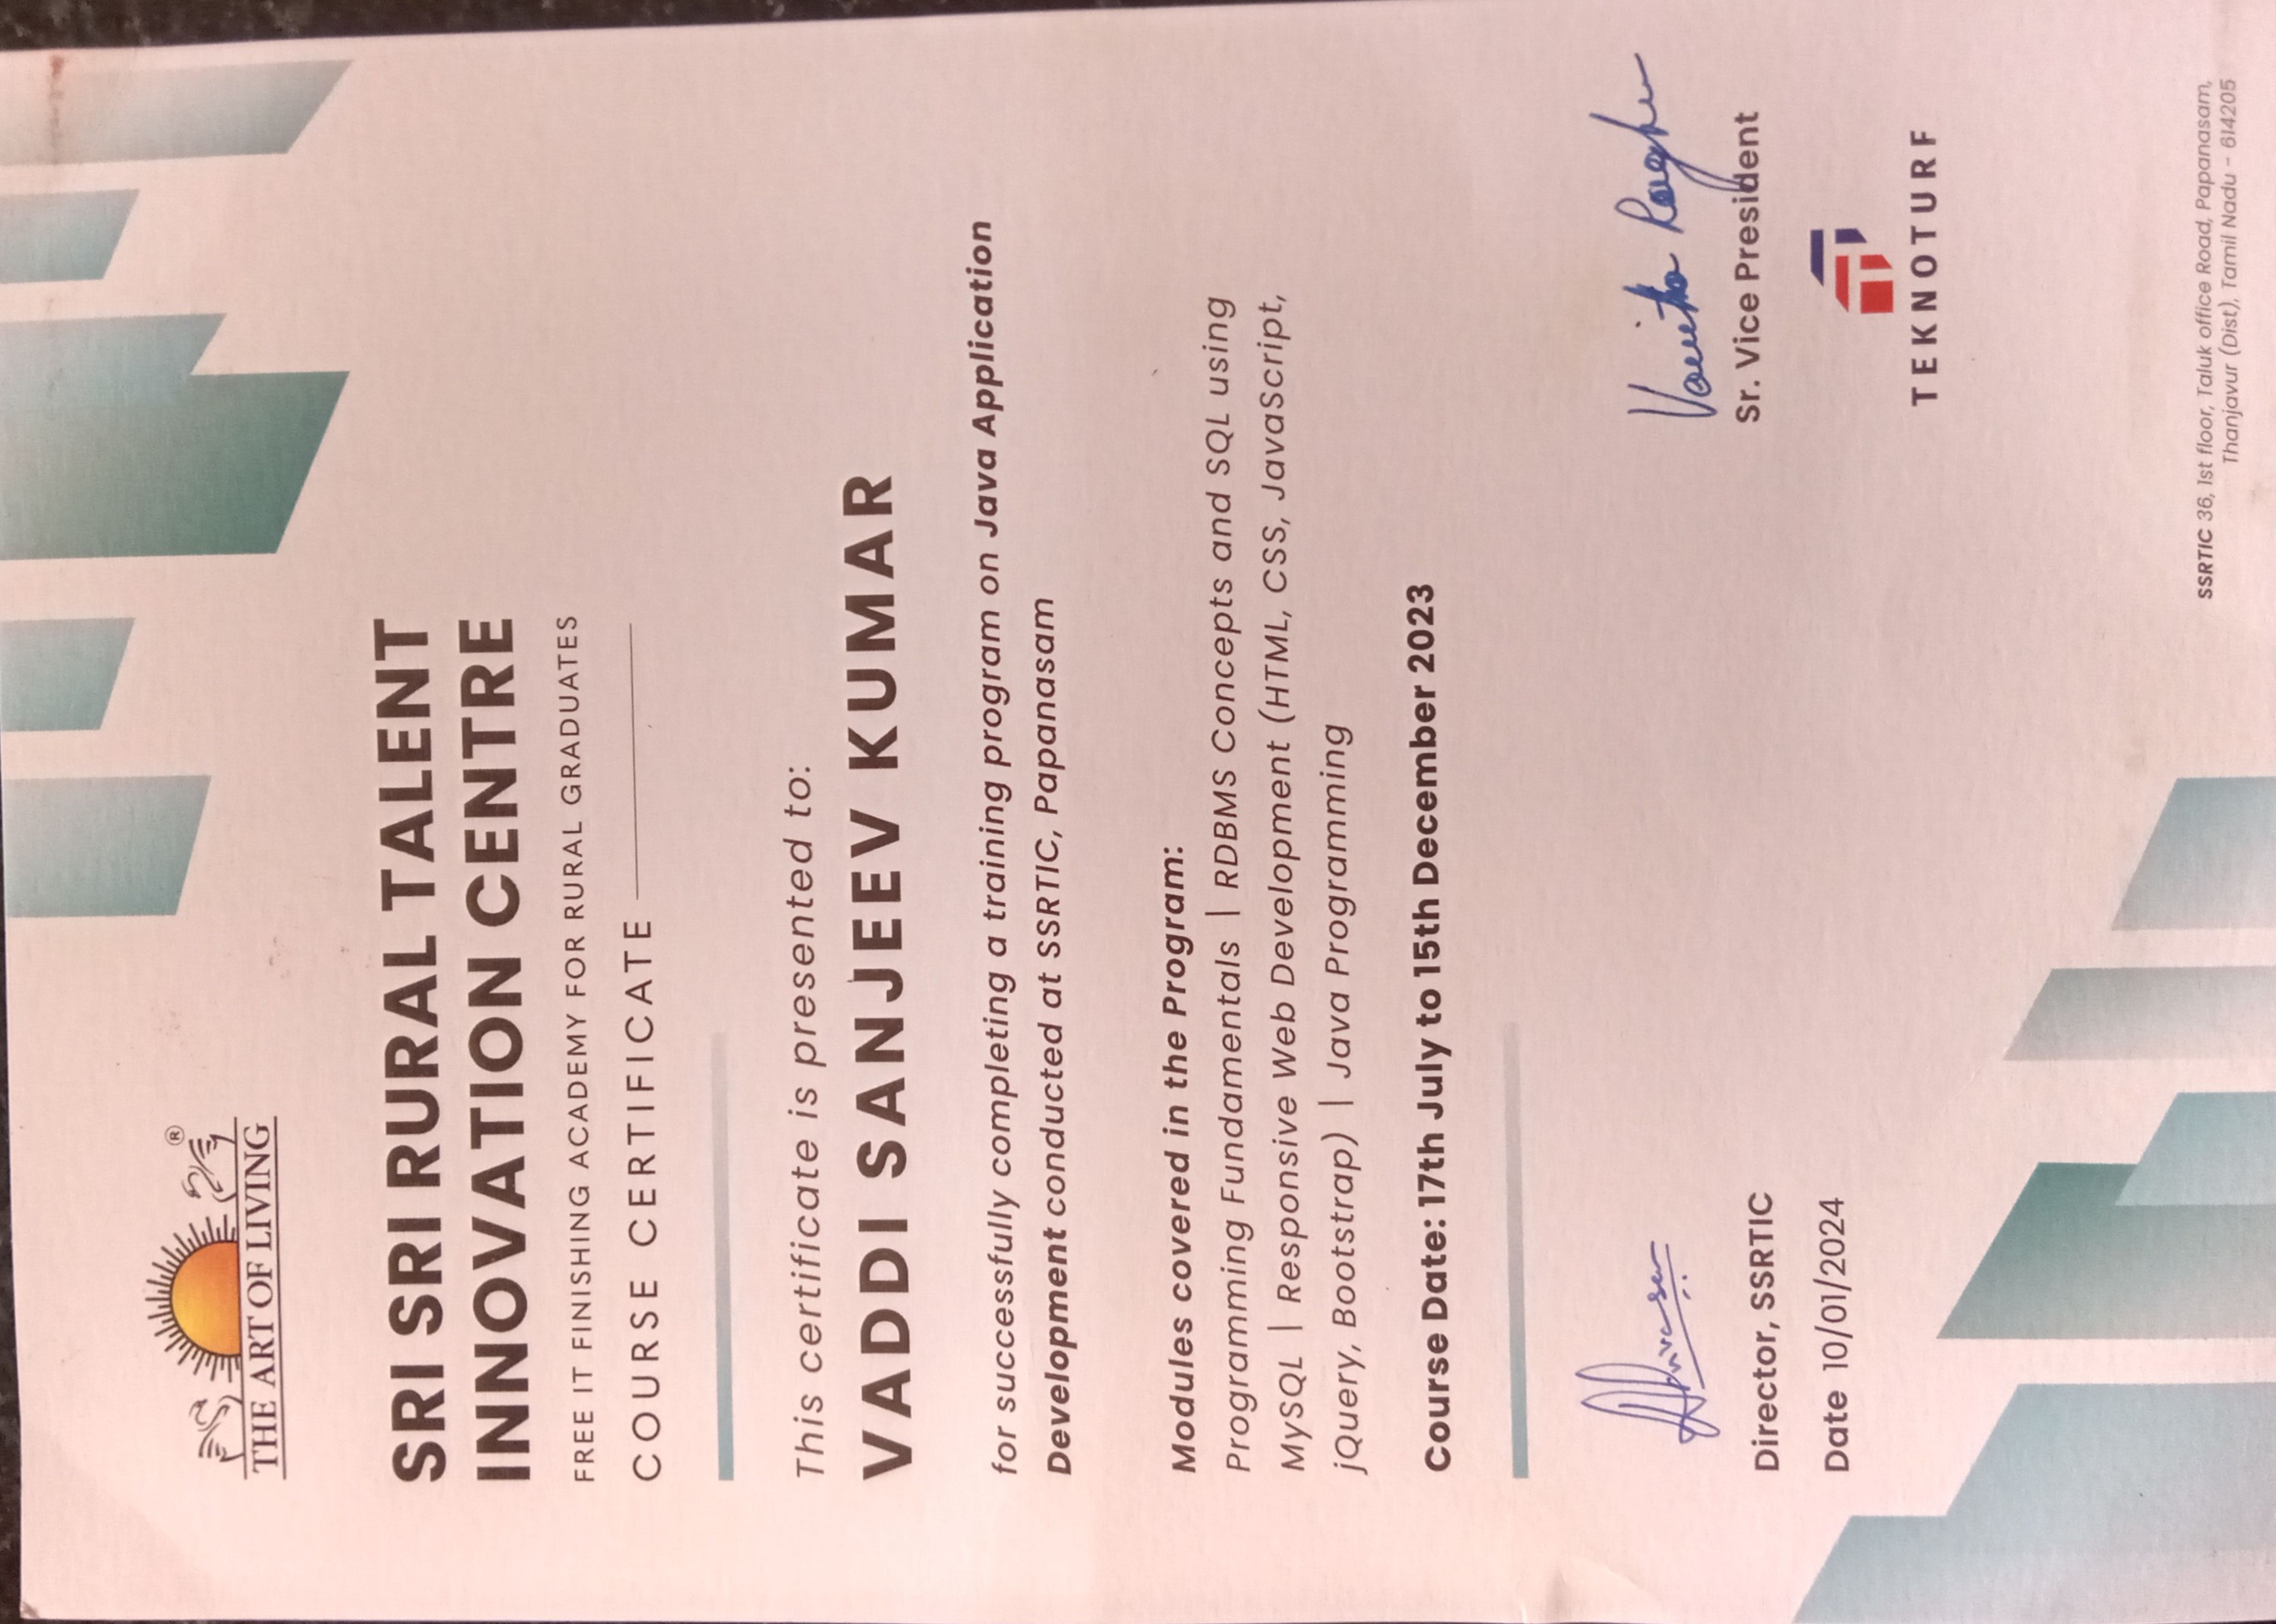 ®
THE ART OF LIVING
SRI SRI RURAL TALENT
INNOVATION CENTRE
FREE IT FINISHING ACADEMY FOR RURAL GRADUATES
COURSE CERTIFICATE
This certificate is presented to:
VADDI SANJEEV KUMAR
for successfully completing a training program on Java Application
Development conducted at SSRTIC, Papanasam
Modules covered in the Program:
Programming Fundamentals | RDBMS Concepts and SQL using
MySQL | Responsive Web Development (HTML, CSS, JavaScript,
jQuery, Bootstrap) | Java Programming
Course Date: 17th July to 15th December 2023
Vanitha Raghu
Director, SSRTIC
Sr. Vice President
Date 10/01/2024
TEKNOTURF
SSRTIC 36, 1st floor, Taluk office Road, Papanasam,
Thanjavur (Dist), Tamil Nadu - 614205